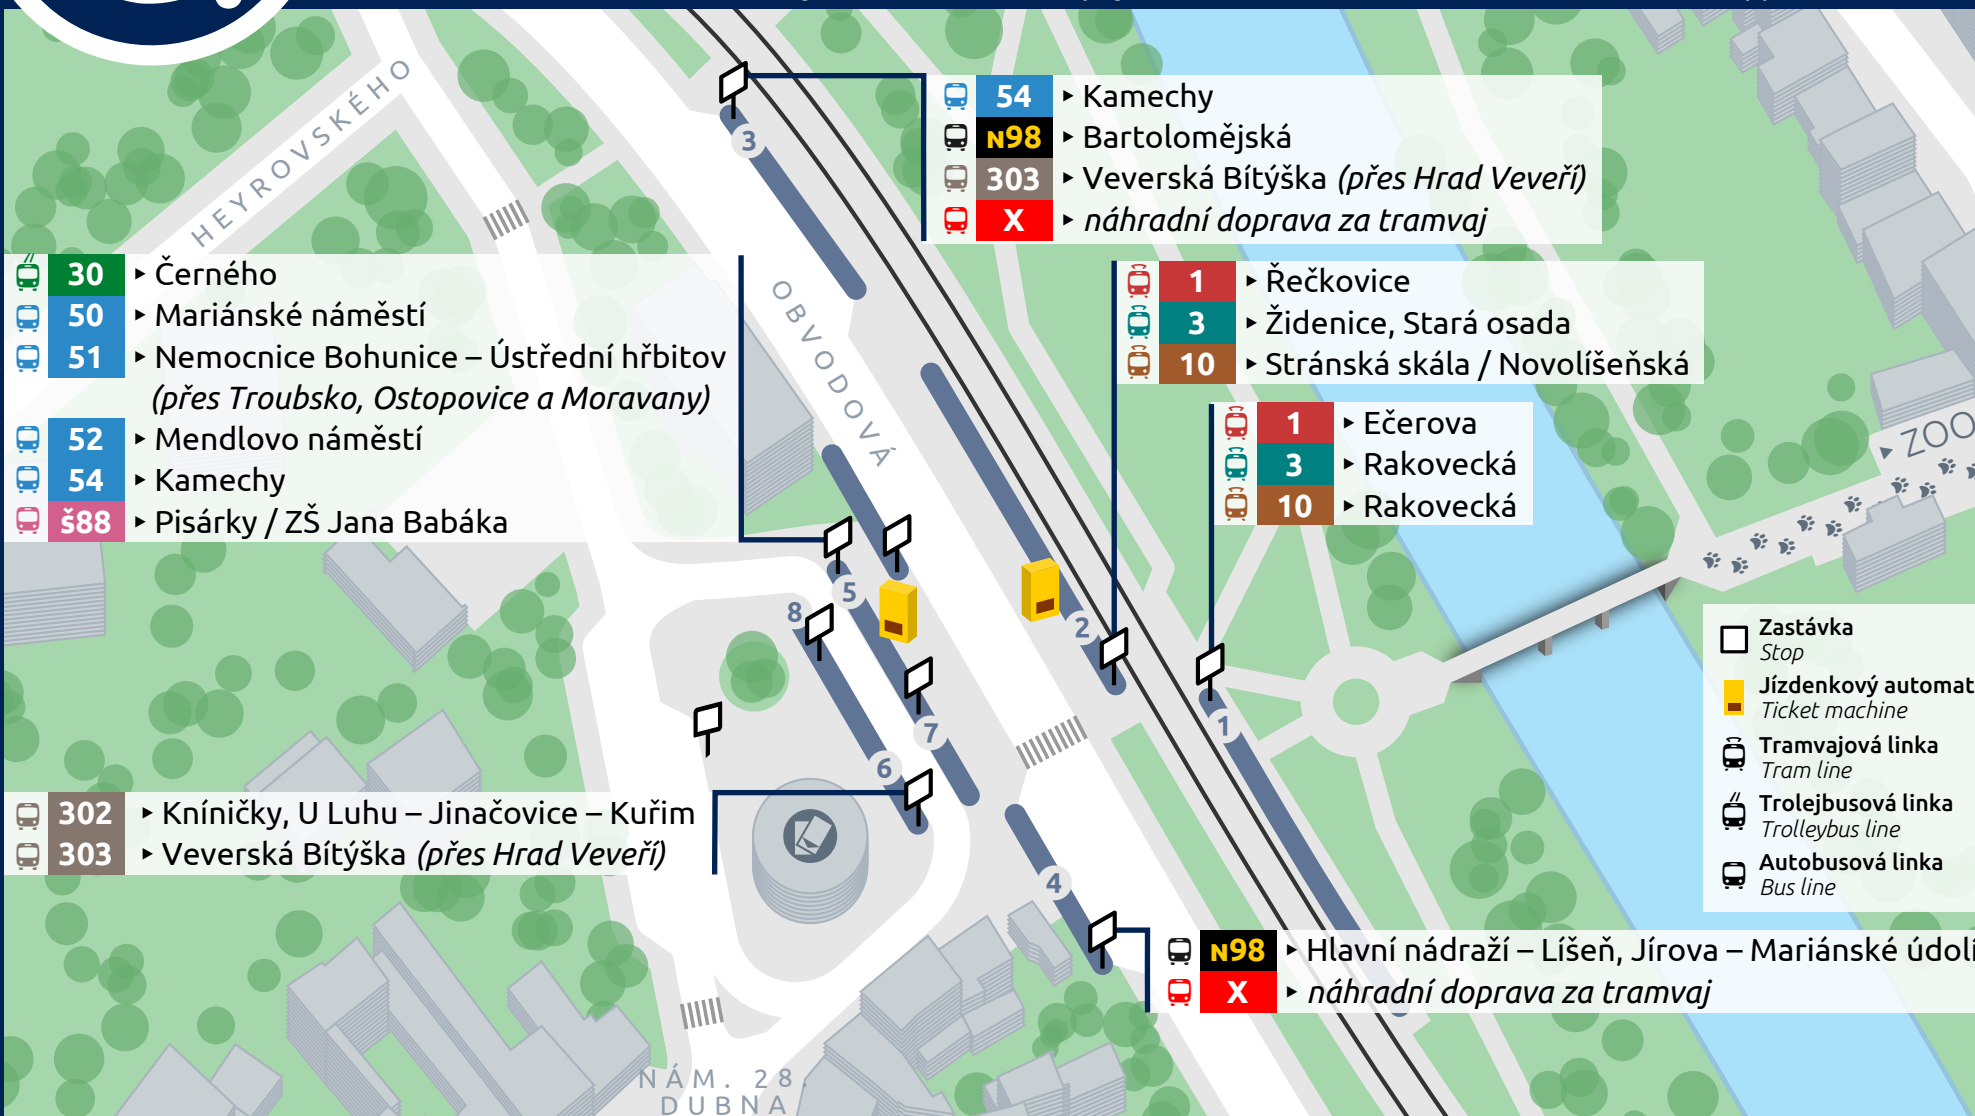 HEYROVSKÉHO
3
54 ‣ Kamechy
N98 ‣ Bartolomějská
303 ‣ Veverská Bítýška (přes Hrad Veveří)
X ‣ náhradní doprava za tramvaj
30 ‣ Černého
50 ‣ Mariánské náměstí
51 ‣ Nemocnice Bohunice – Ústřední hřbitov
(přes Troubsko, Ostopovice a Moravany)
52 ‣ Mendlovo náměstí
54 ‣ Kamechy
š88 ‣ Pisárky / ZŠ Jana Babáka
OBVODOVÁ
1 ‣ Řečkovice
3 ‣ Židenice, Stará osada
10 ‣ Stránská skála / Novolíšeňská
1 ‣ Ečerova
3 ‣ Rakovecká
10 ‣ Rakovecká
ZOO
5
8
2
7
1
6
4
302 ‣ Kníničky, U Luhu – Jinačovice – Kuřim
303 ‣ Veverská Bítýška (přes Hrad Veveří)
Zastávka
Stop
Jízdenkový automat
Ticket machine
Tramvajová linka
Tram line
Trolejbusová linka
Trolleybus line
Autobusová linka
Bus line
N98 ‣ Hlavní nádraží – Líšeň, Jírova – Mariánské údolí
X ‣ náhradní doprava za tramvaj
NÁM. 28.
DUBNA